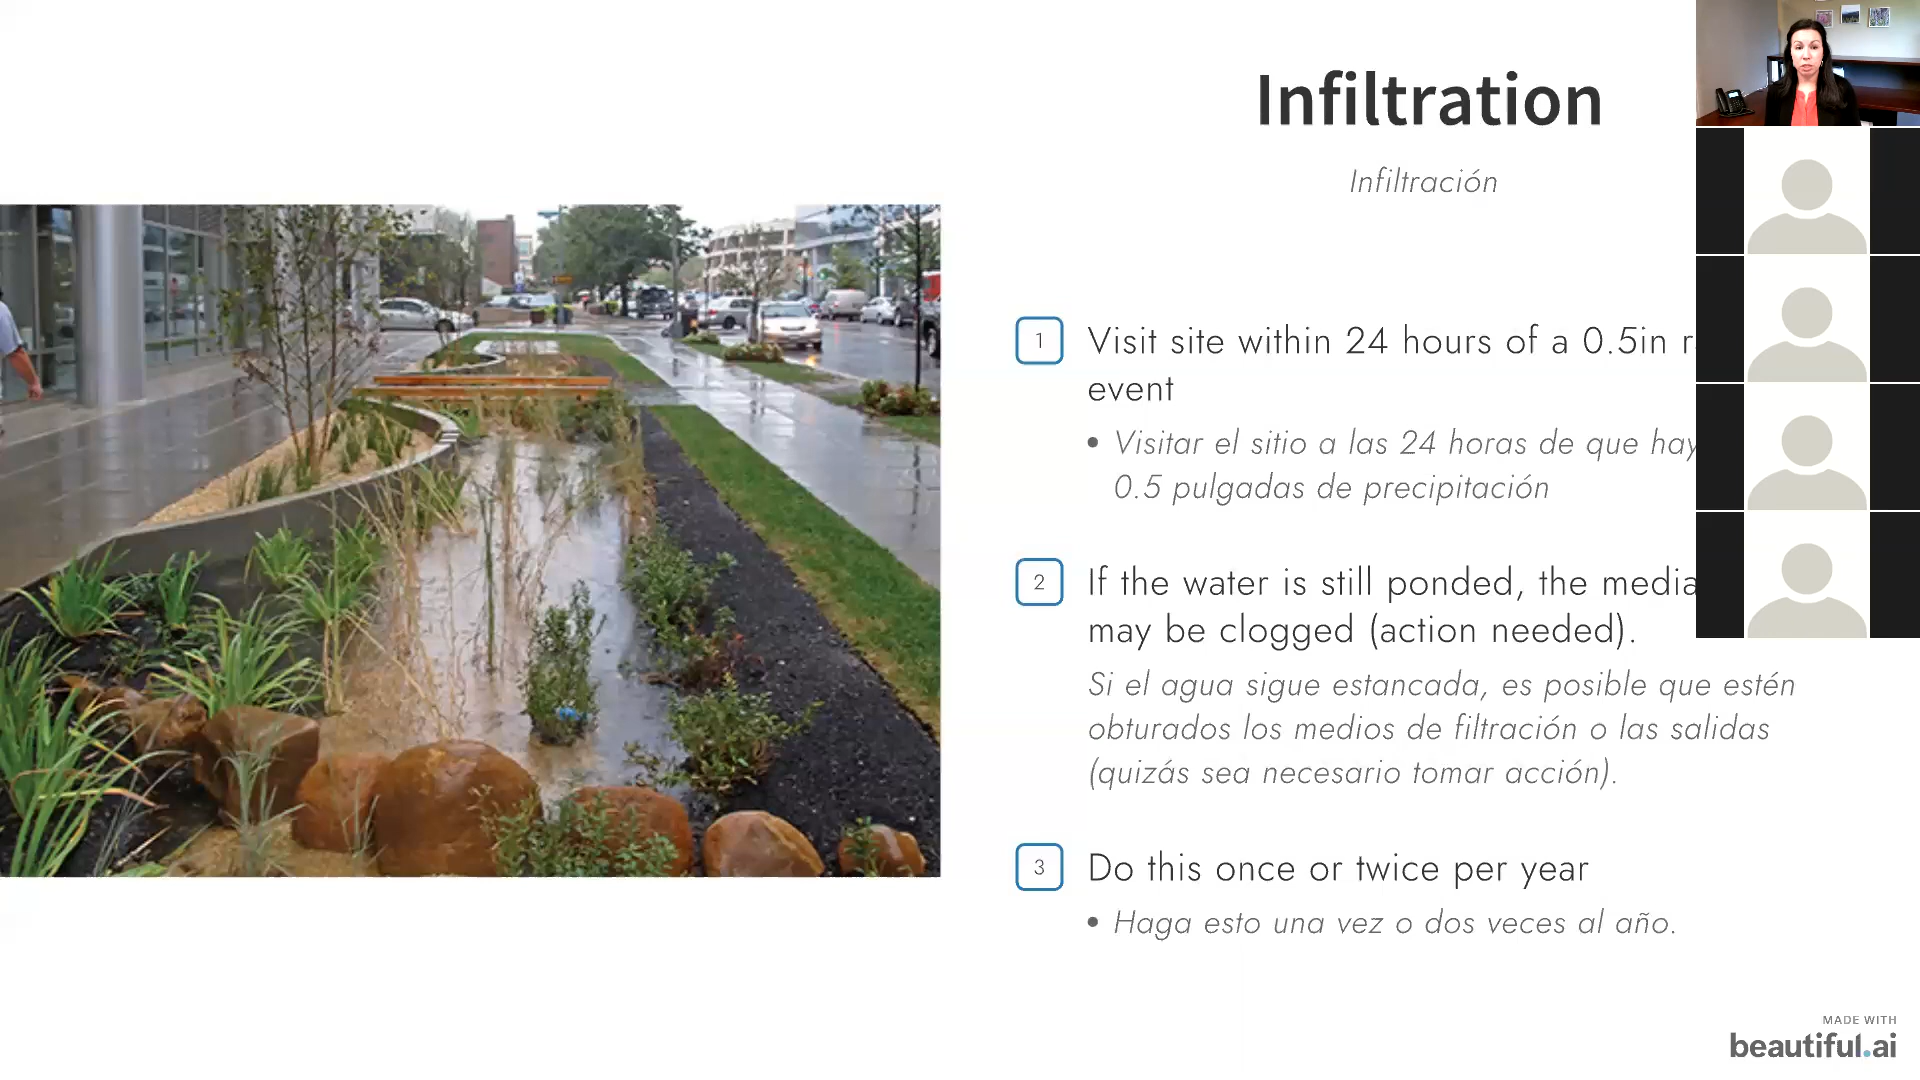 Infiltration
Infiltración
1
Visit site within 24 hours of a 0.5in
event
• Visitar el sitio a las 24 horas de que
0.5 pulgadas de precipitación
2
If the water is still ponded, the media
may be clogged (action needed).
Si el agua sigue estancada, es posible que estén
obturados los medios de filtración o las salidas
(quizás sea necesario tomar acción).
3
Do this once or twice per year
• Haga esto una vez o dos veces al año.
MADE WITH
beautiful.ai